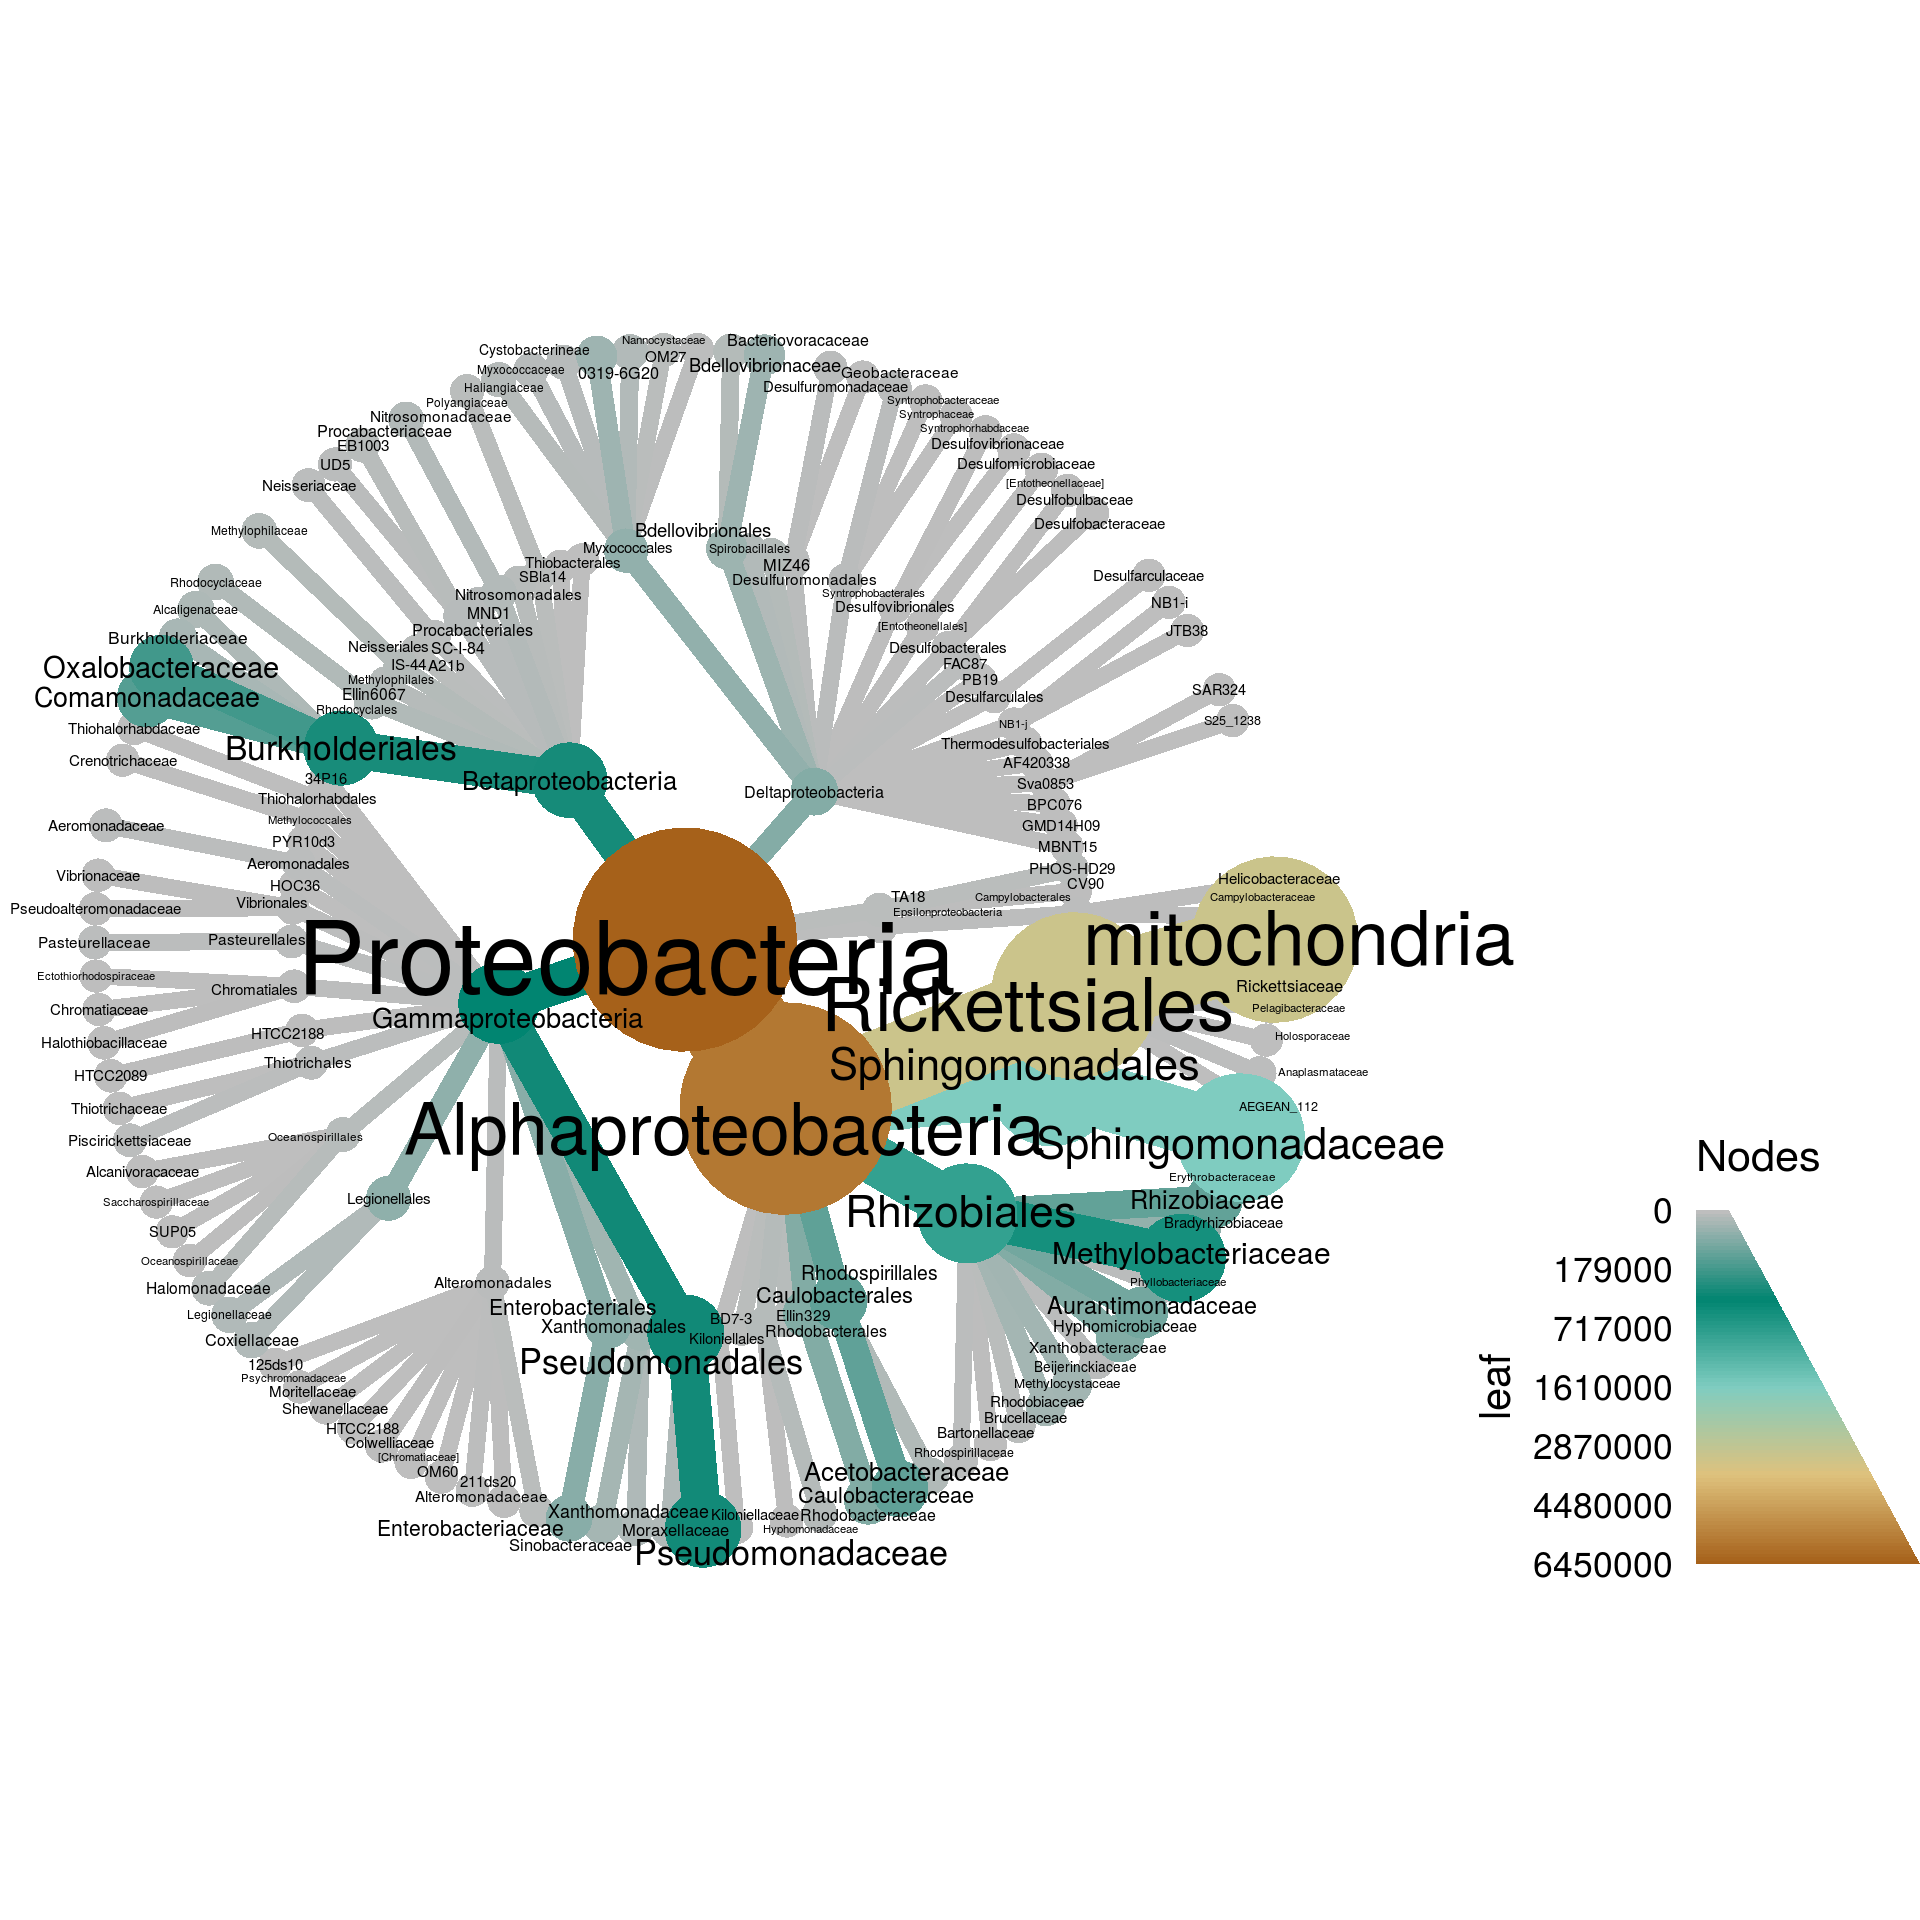 Nannocystaceae
Bacteriovoracaceae
Cystobacterineae
OM27
Bdellovibrionaceae
Myxococcaceae
0319-6G20
Geobacteraceae
Haliangiaceae
Desulfuromonadaceae
Polyangiaceae
Syntrophobacteraceae
Nitrosomonadaceae
Syntrophaceae
Procabacteriaceae
Syntrophorhabdaceae
EB1003
Desulfovibrionaceae
UD5
Desulfomicrobiaceae
Neisseriaceae
[Entotheonellaceae]
Desulfobulbaceae
Methylophilaceae
Bdellovibrionales
Desulfobacteraceae
Myxococcales
Spirobacillales
Thiobacterales
MIZ46
SBla14
Desulfuromonadales
Desulfarculaceae
Rhodocyclaceae
Nitrosomonadales
Syntrophobacterales
NB1-i
Alcaligenaceae
MND1
Desulfovibrionales
Procabacteriales
[Entotheonellales]
JTB38
Burkholderiaceae
Neisseriales
SC-I-84
Desulfobacterales
Oxalobacteraceae
IS-44
A21b
FAC87
Methylophilales
PB19
Comamonadaceae
Ellin6067
Desulfarculales
SAR324
Rhodocyclales
NB1-j
S25_1238
Thiohalorhabdaceae
Burkholderiales
Thermodesulfobacteriales
Crenotrichaceae
AF420338
34P16
Betaproteobacteria
Sva0853
Thiohalorhabdales
Deltaproteobacteria
BPC076
Aeromonadaceae
Methylococcales
GMD14H09
PYR10d3
MBNT15
Aeromonadales
PHOS-HD29
Vibrionaceae
HOC36
CV90
Helicobacteraceae
Vibrionales
TA18
Campylobacterales
Campylobacteraceae
Pseudoalteromonadaceae
Epsilonproteobacteria
Pasteurellaceae
Pasteurellales
Proteobacteria
mitochondria
Ectothiorhodospiraceae
Chromatiales
Rickettsiaceae
Chromatiaceae
Gammaproteobacteria
Rickettsiales
Pelagibacteraceae
Halothiobacillaceae
HTCC2188
Holosporaceae
HTCC2089
Thiotrichales
Sphingomonadales
Anaplasmataceae
Thiotrichaceae
AEGEAN_112
Piscirickettsiaceae
Oceanospirillales
Alphaproteobacteria
Sphingomonadaceae
Alcanivoracaceae
Erythrobacteraceae
Saccharospirillaceae
Legionellales
Rhizobiaceae
SUP05
Rhizobiales
Bradyrhizobiaceae
Oceanospirillaceae
Methylobacteriaceae
Halomonadaceae
Alteromonadales
Rhodospirillales
Phyllobacteriaceae
Legionellaceae
Enterobacteriales
Caulobacterales
Aurantimonadaceae
Coxiellaceae
Xanthomonadales
BD7-3
Ellin329
Hyphomicrobiaceae
Kiloniellales
Rhodobacterales
125ds10
Pseudomonadales
Xanthobacteraceae
Psychromonadaceae
Beijerinckiaceae
Moritellaceae
Methylocystaceae
Shewanellaceae
Rhodobiaceae
HTCC2188
Brucellaceae
Colwelliaceae
Bartonellaceae
[Chromatiaceae]
Rhodospirillaceae
OM60
Acetobacteraceae
211ds20
Caulobacteraceae
Alteromonadaceae
Xanthomonadaceae
Kiloniellaceae
Rhodobacteraceae
Enterobacteriaceae
Moraxellaceae
Hyphomonadaceae
Sinobacteraceae
Pseudomonadaceae
Nodes
leaf
0
179000
717000
1610000
2870000
4480000
6450000